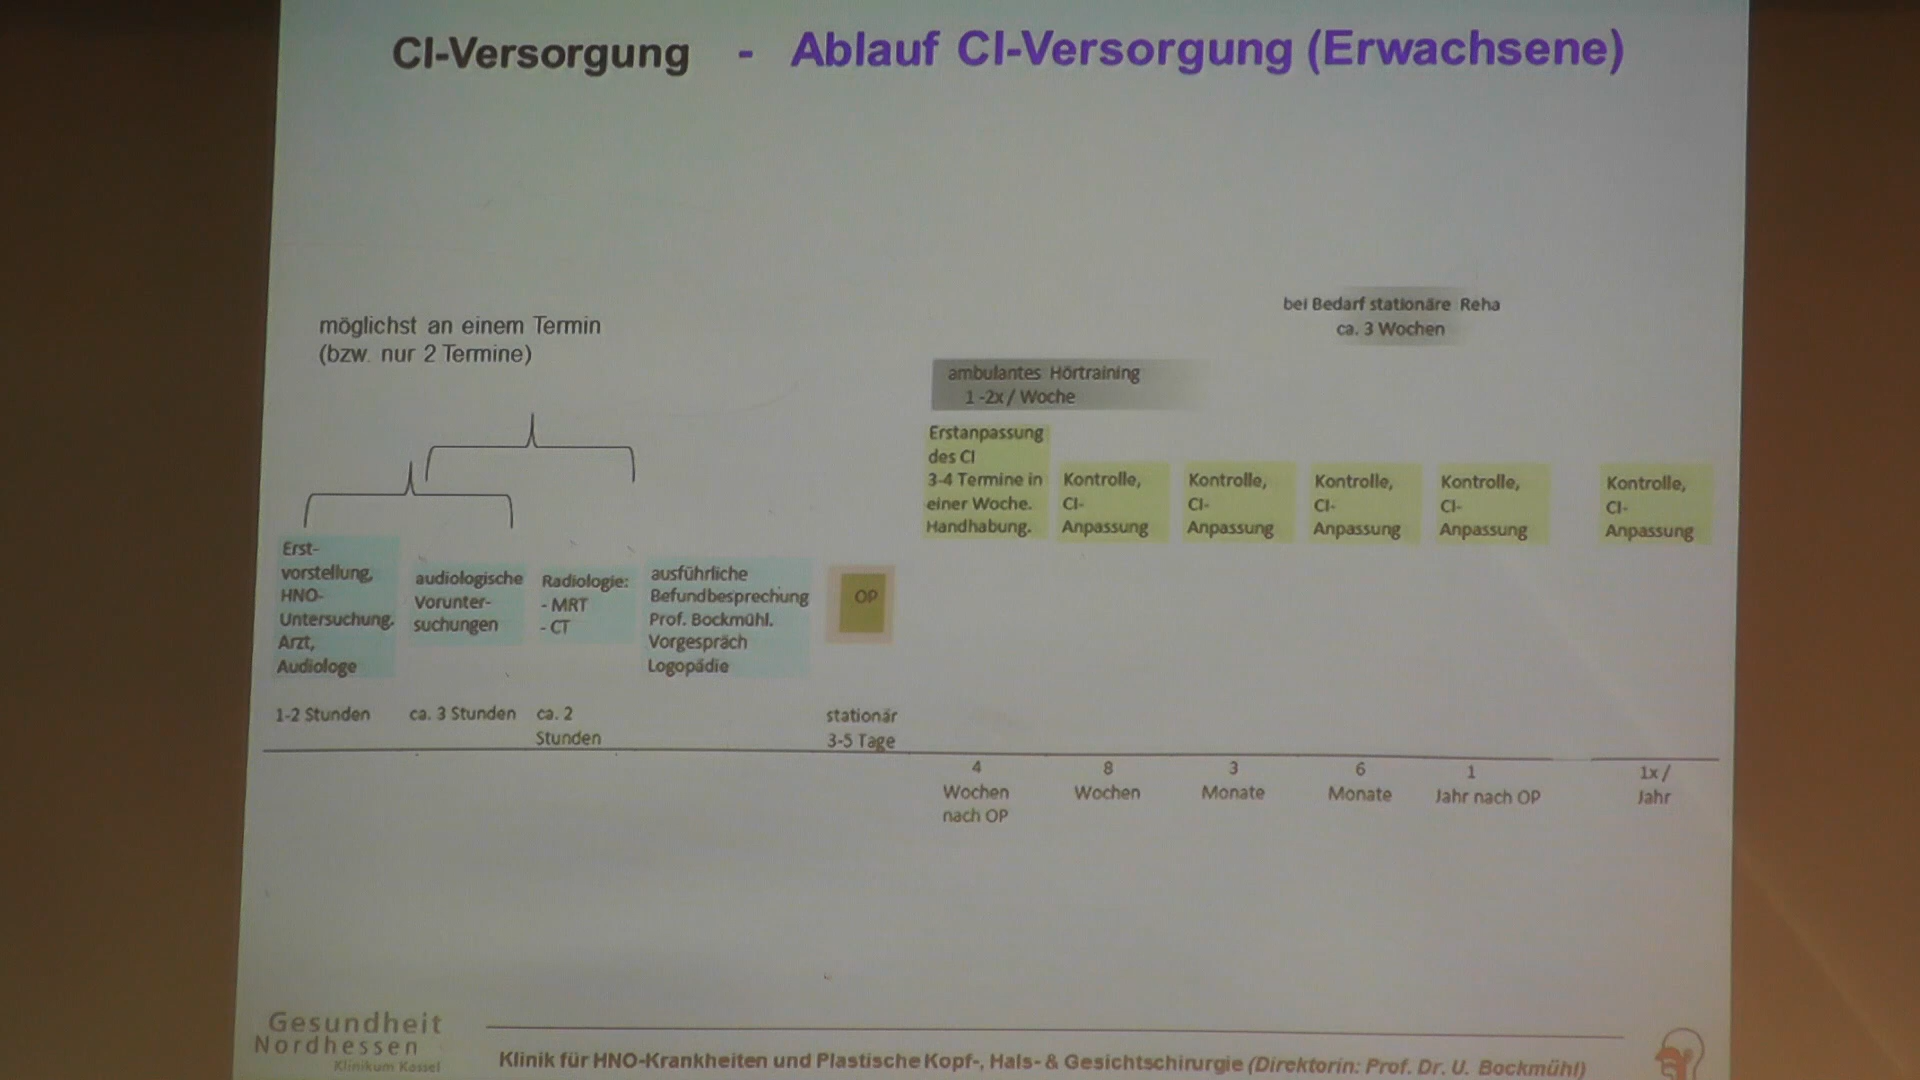 CI-Versorgung - Ablauf CI-Versorgung (Erwachsene)
möglichst an einem Termin
(bzw. nur 2 Termine)
bei Bedarf stationäre Reha
ca. 3 Wochen
ambulantes Hörtraining
1-2x / Woche
Erst-
vorstellung,
HNO-
Untersuchung.
Arzt,
Audiologe
audiologische
Vorunter-
suchungen
Radiologie:
- MRT
- CT
ausführliche
Befundbesprechung
Prof. Bockmühl.
Vorgespräch
Logopädie
OP
Erstanpassung
des CI
3-4 Termine in
einer Woche.
Handhabung.
Kontrolle,
CI-
Anpassung
Kontrolle,
CI-
Anpassung
Kontrolle,
CI-
Anpassung
Kontrolle,
CI-
Anpassung
Kontrolle,
CI-
Anpassung
1-2 Stunden
ca. 3 Stunden
ca. 2
Stunden
stationär
3-5 Tage
4
Wochen
nach OP
8
Wochen
3
Monate
6
Monate
1
Jahr nach OP
1x /
Jahr
Gesundheit
Nordhessen
Klinikum Kassel
Klinik für HNO-Krankheiten und Plastische Kopf-, Hals- & Gesichtschirurgie (Direktorin: Prof. Dr. U. Bockmühl)